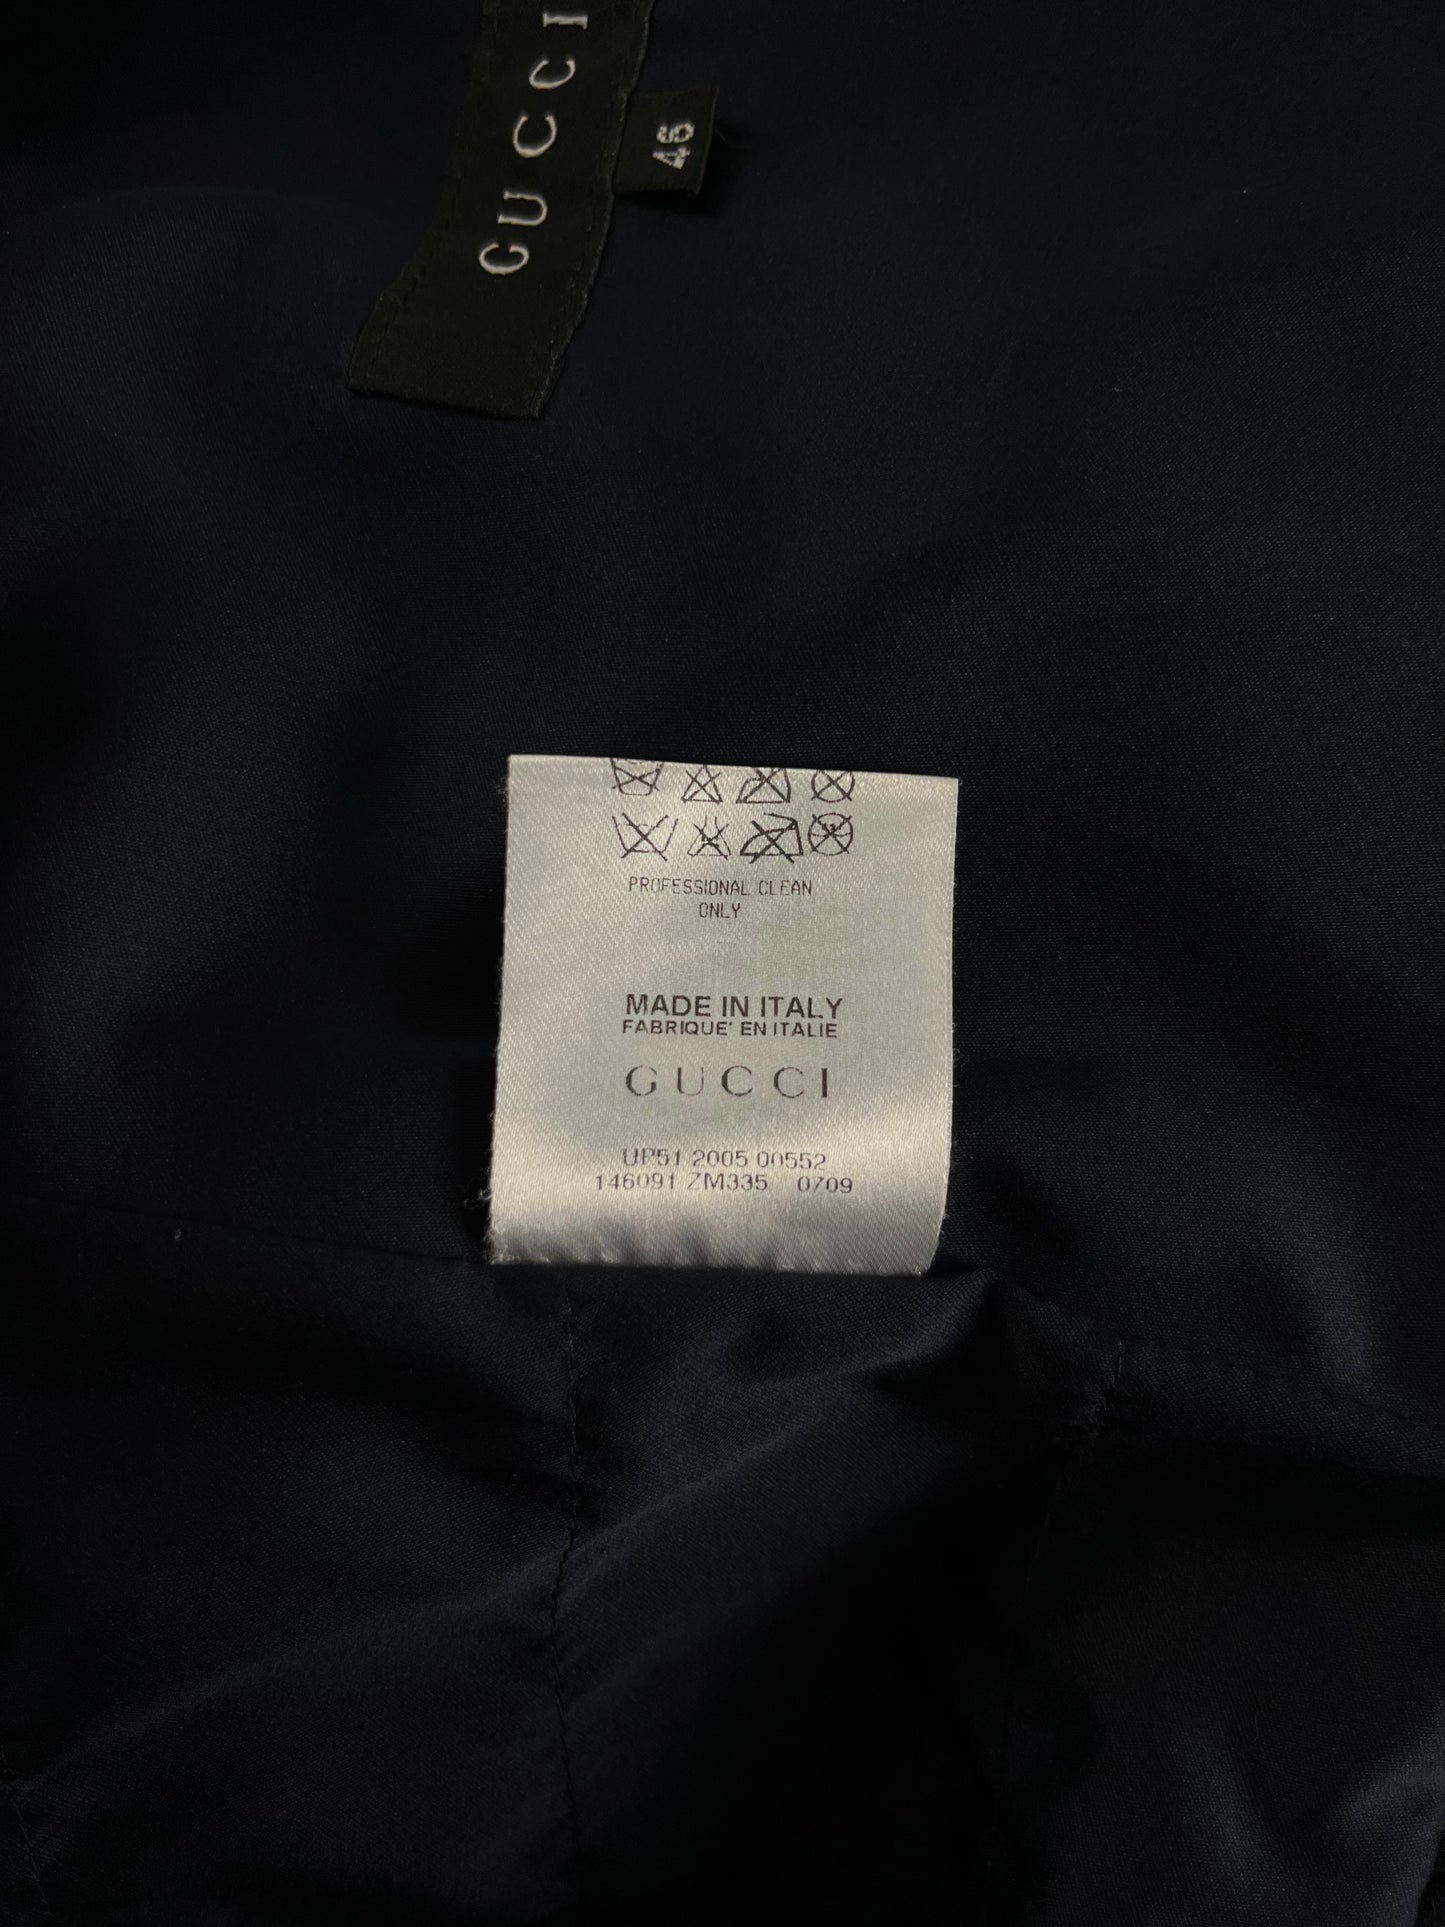 GUCCI
46
PROFESSIONAL CLEAN
ONLY
MADE IN ITALY
FABRIQUE' EN ITALIE
GUCCI
UP51 2005 00552
146091 ZM335 0709